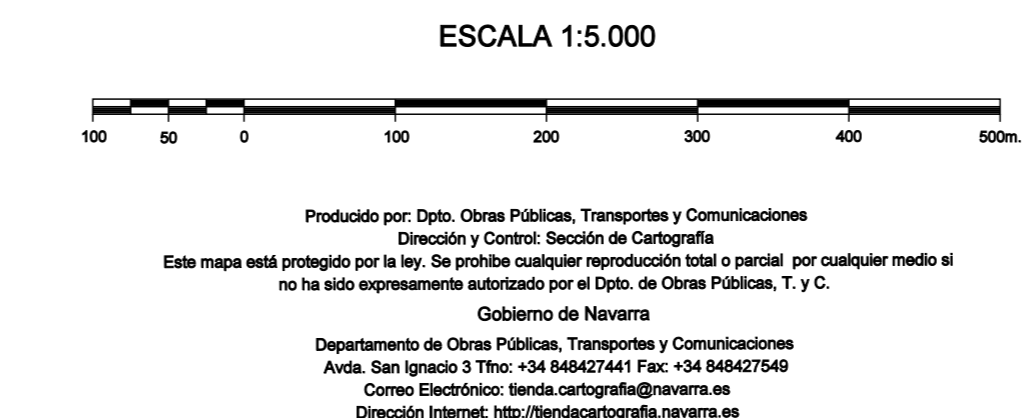 ESCALA 1:5.000
100 50 0 100 200 300 400 500m.
Producido por: Dpto. Obras Públicas, Transportes y Comunicaciones
Dirección y Control: Sección de Cartografía
Este mapa está protegido por la ley. Se prohibe cualquier reproducción total o parcial por cualquier medio si
no ha sido expresamente autorizado por el Dpto. de Obras Públicas, T. y C.
Gobierno de Navarra
Departamento de Obras Públicas, Transportes y Comunicaciones
Avda. San Ignacio 3 Tfno: +34 848427441 Fax: +34 848427549
Correo Electrónico: tienda.cartografia@navarra.es
Dirección Internet: http://tiendacartografia.navarra.es